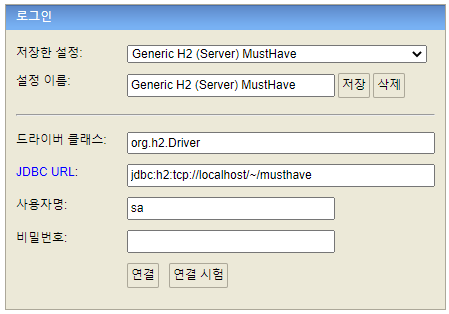 로그인
저장한 설정: Generic H2 (Server) MustHave
설정 이름: Generic H2 (Server) MustHave 저장 삭제
드라이버 클래스: org.h2.Driver
JDBC URL: jdbc:h2:tcp://localhost/~/musthave
사용자명: sa
비밀번호:
연결 연결 시험